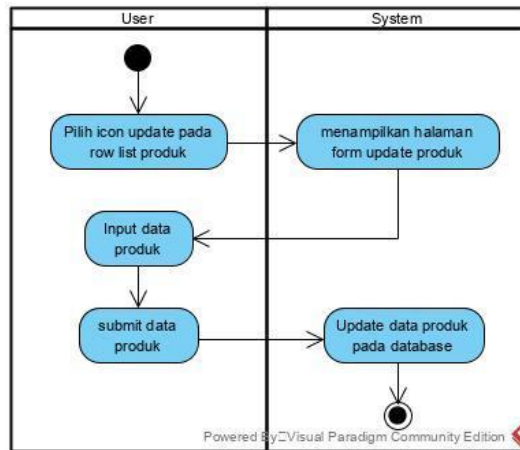 User
System
Pilih icon update pada
row list produk
menampilkan halaman
form update produk
Input data
produk
submit data
produk
Update data produk
pada database
Powered By Visual Paradigm Community Edition